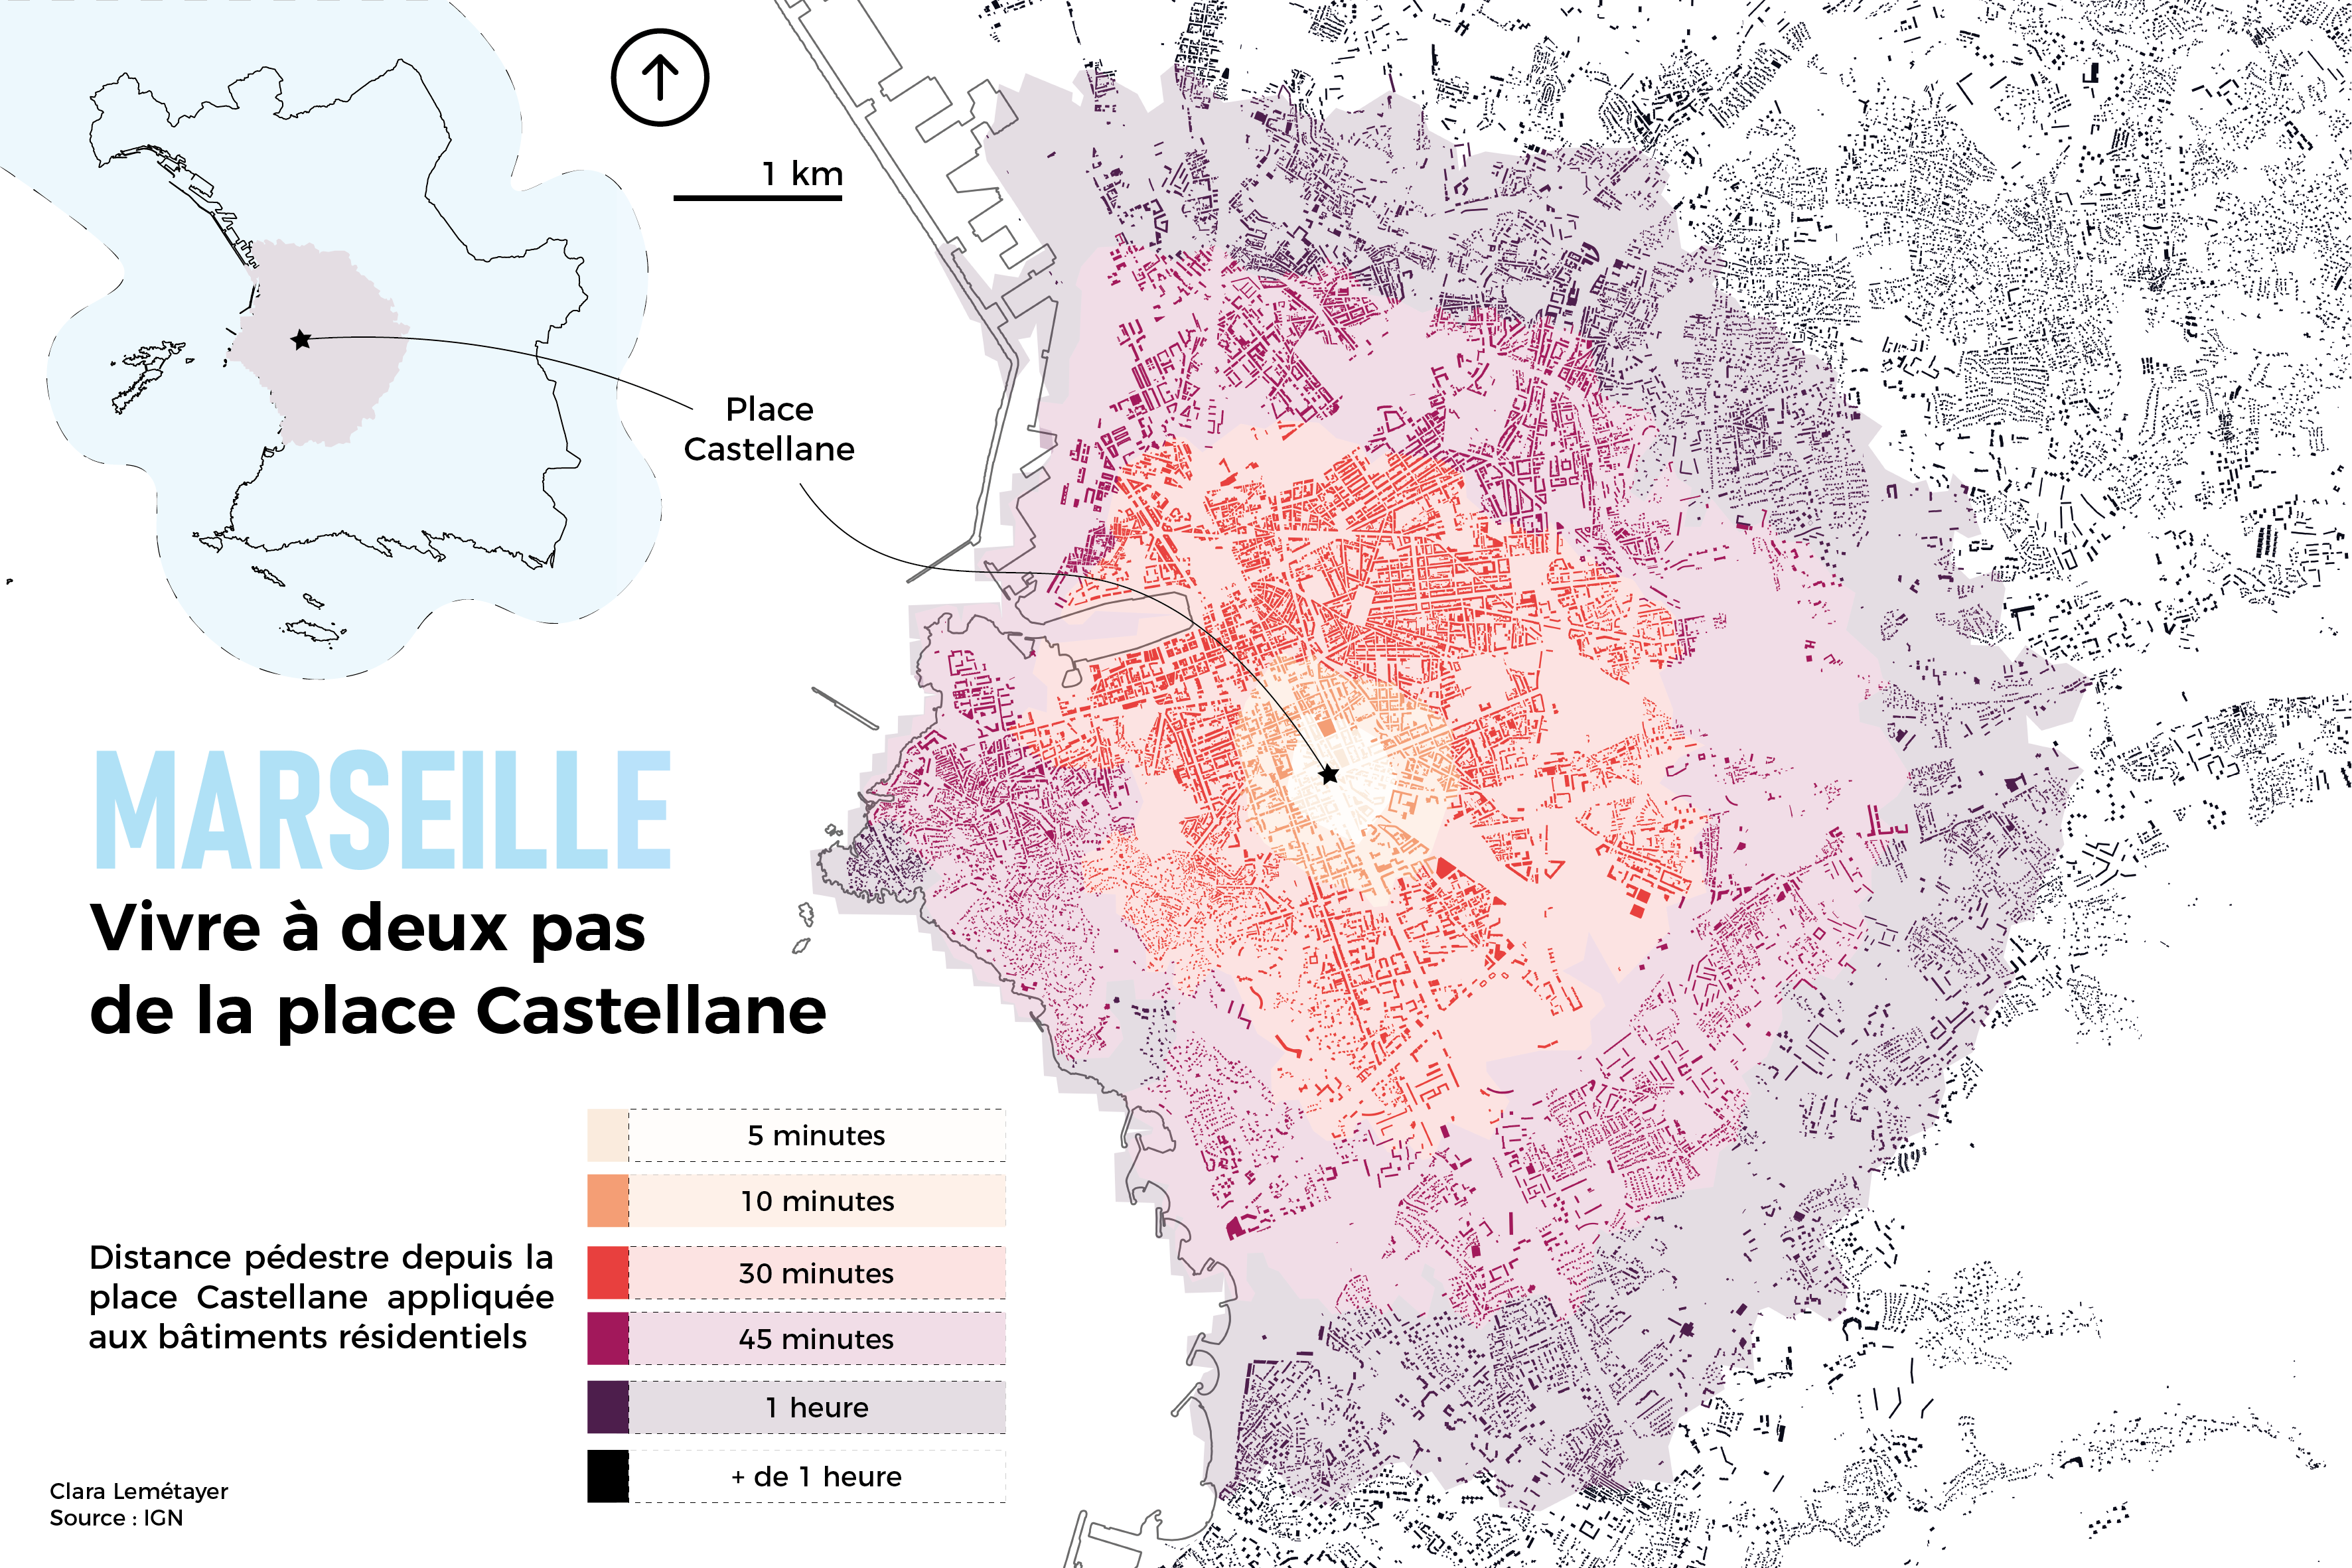 1 km
Place
Castellane
MARSEILLE
Vivre à deux pas
de la place Castellane
Distance pédestre depuis la
place Castellane appliquée
aux bâtiments résidentiels
5 minutes
10 minutes
30 minutes
45 minutes
1 heure
+ de 1 heure
Clara Lemétayer
Source : IGN